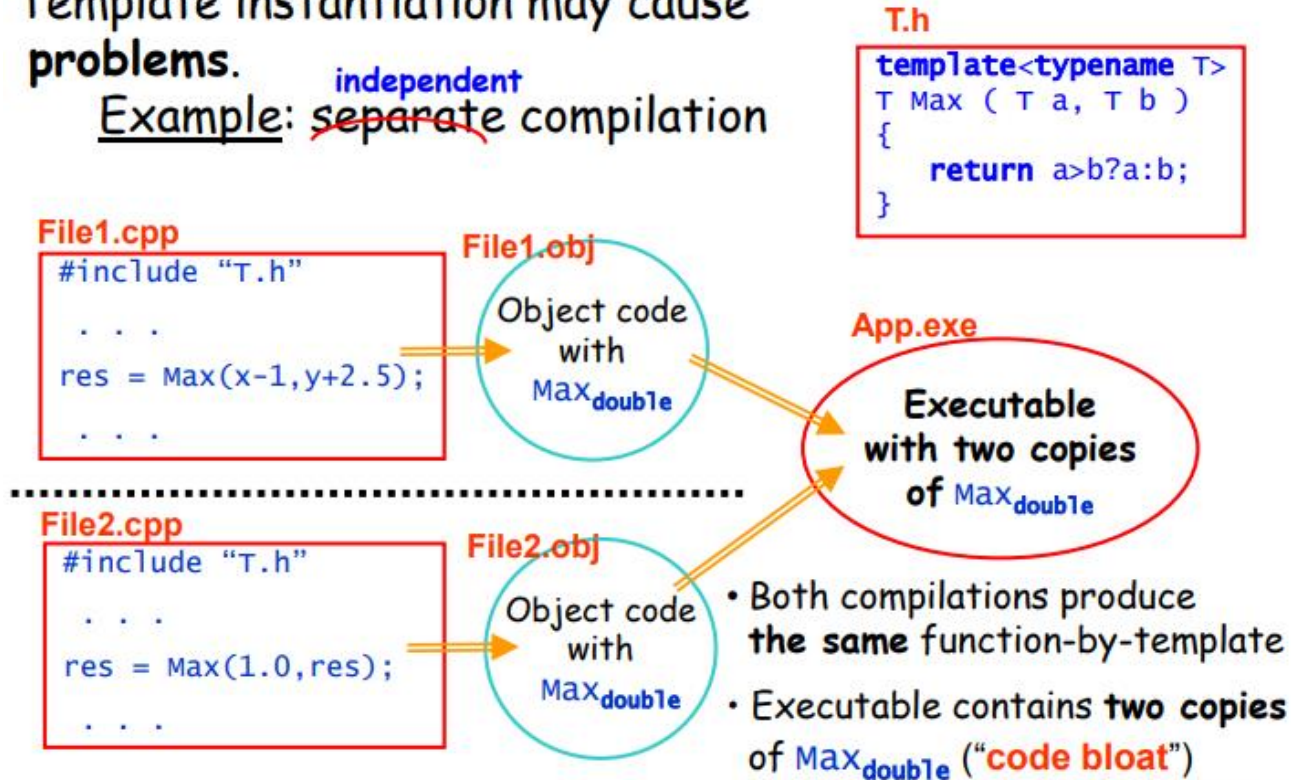 Template instantiation may cause
problems.
independent
Example: separate compilation
T.h
template<typename T>
T Max ( T a, T b )
{
return a>b?a:b;
}
File1.cpp
#include “T.h”
. . .
res = Max(x-1,y+2.5);
. . .
File1.obj
Object code
with
Maxdouble
App.exe
Executable
with two copies
of Maxdouble
File2.cpp
#include “T.h”
. . .
res = Max(1.0,res);
. . .
File2.obj
Object code
with
Maxdouble
• Both compilations produce
the same function-by-template
• Executable contains two copies
of Maxdouble (“code bloat”)